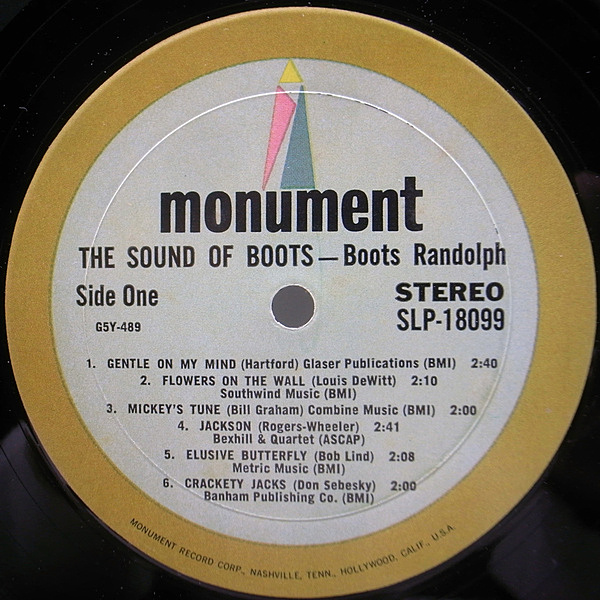 monument
THE SOUND OF BOOTS — Boots Randolph
Side One
STEREO
G5Y-489
SLP-18099
1. GENTLE ON MY MIND (Hartford) Glaser Publications (BMI) 2:40
2. FLOWERS ON THE WALL (Louis DeWitt) 2:10
Southwind Music (BMI)
3. MICKEY'S TUNE (Bill Graham) Combine Music (BMI) 2:00
4. JACKSON (Rogers-Wheeler) 2:41
Bexhill & Quartet (ASCAP)
5. ELUSIVE BUTTERFLY (Bob Lind) 2:08
Metric Music (BMI)
6. CRACKETY JACKS (Don Sebesky) 2:00
Banham Publishing Co. (BMI)
MONUMENT RECORD CORP., NASHVILLE, TENN., HOLLYWOOD, CALIF., U.S.A.